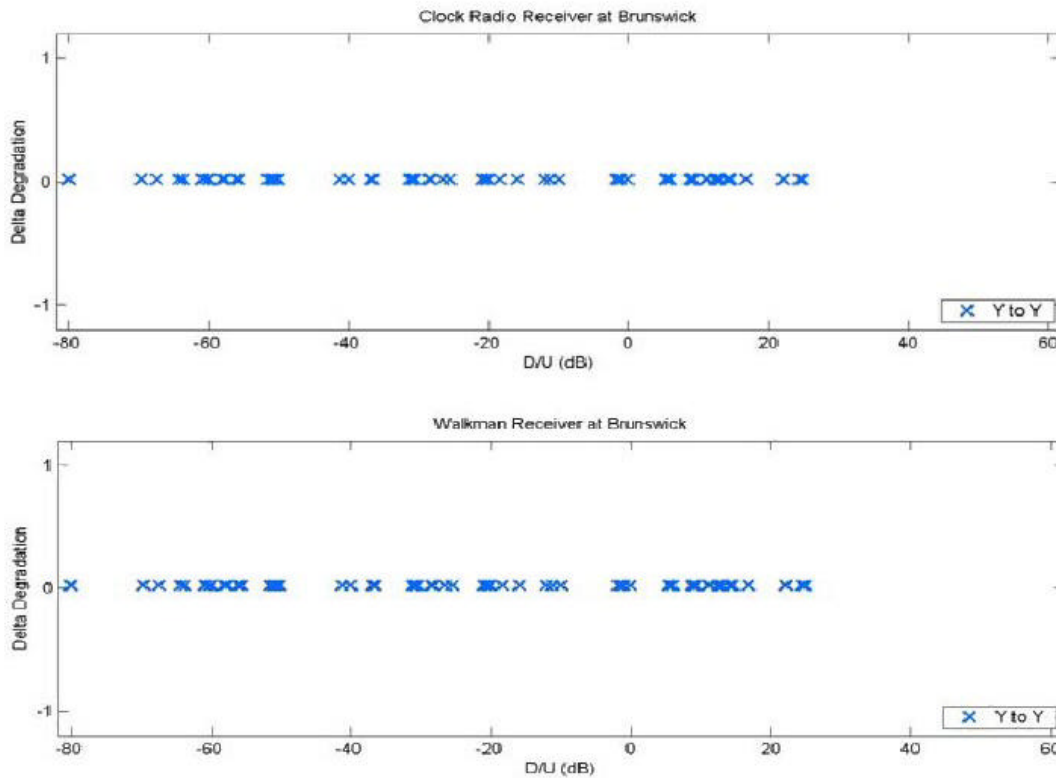 Clock Radio Receiver at Brunswick
1
0
-1
Delta Degradation
Y to Y
-80 -60 -40 -20 0 20 40 60
D/U (dB)
Walkman Receiver at Brunswick
1
0
-1
Delta Degradation
Y to Y
-80 -60 -40 -20 0 20 40 60
D/U (dB)